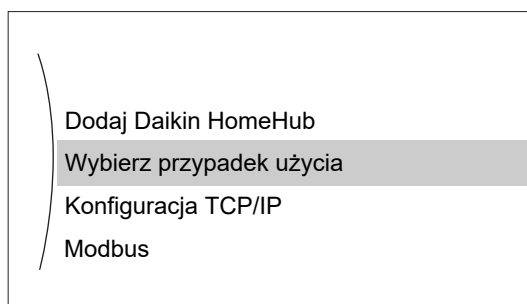 Dodaj Daikin HomeHub
Wybierz przypadek użycia
Konfiguracja TCP/IP
Modbus